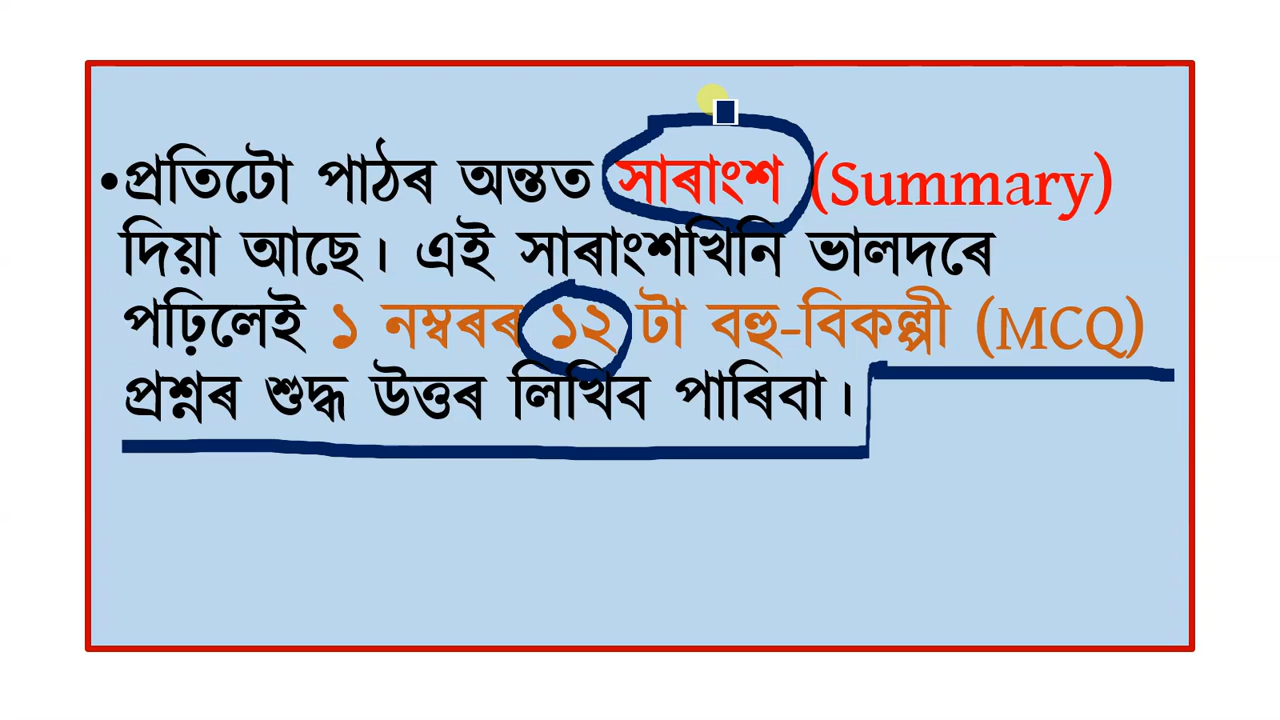 •প্ৰতিটো পাঠৰ অন্তত সাৰাংশ (Summary)
দিয়া আছে। এই সাৰাংশখিনি ভালদৰে
পঢ়িলেই ১ নম্বৰৰ ১২ টা বহু-বিকল্পী (MCQ)
প্ৰশ্নৰ শুদ্ধ উত্তৰ লিখিব পাৰিবা।